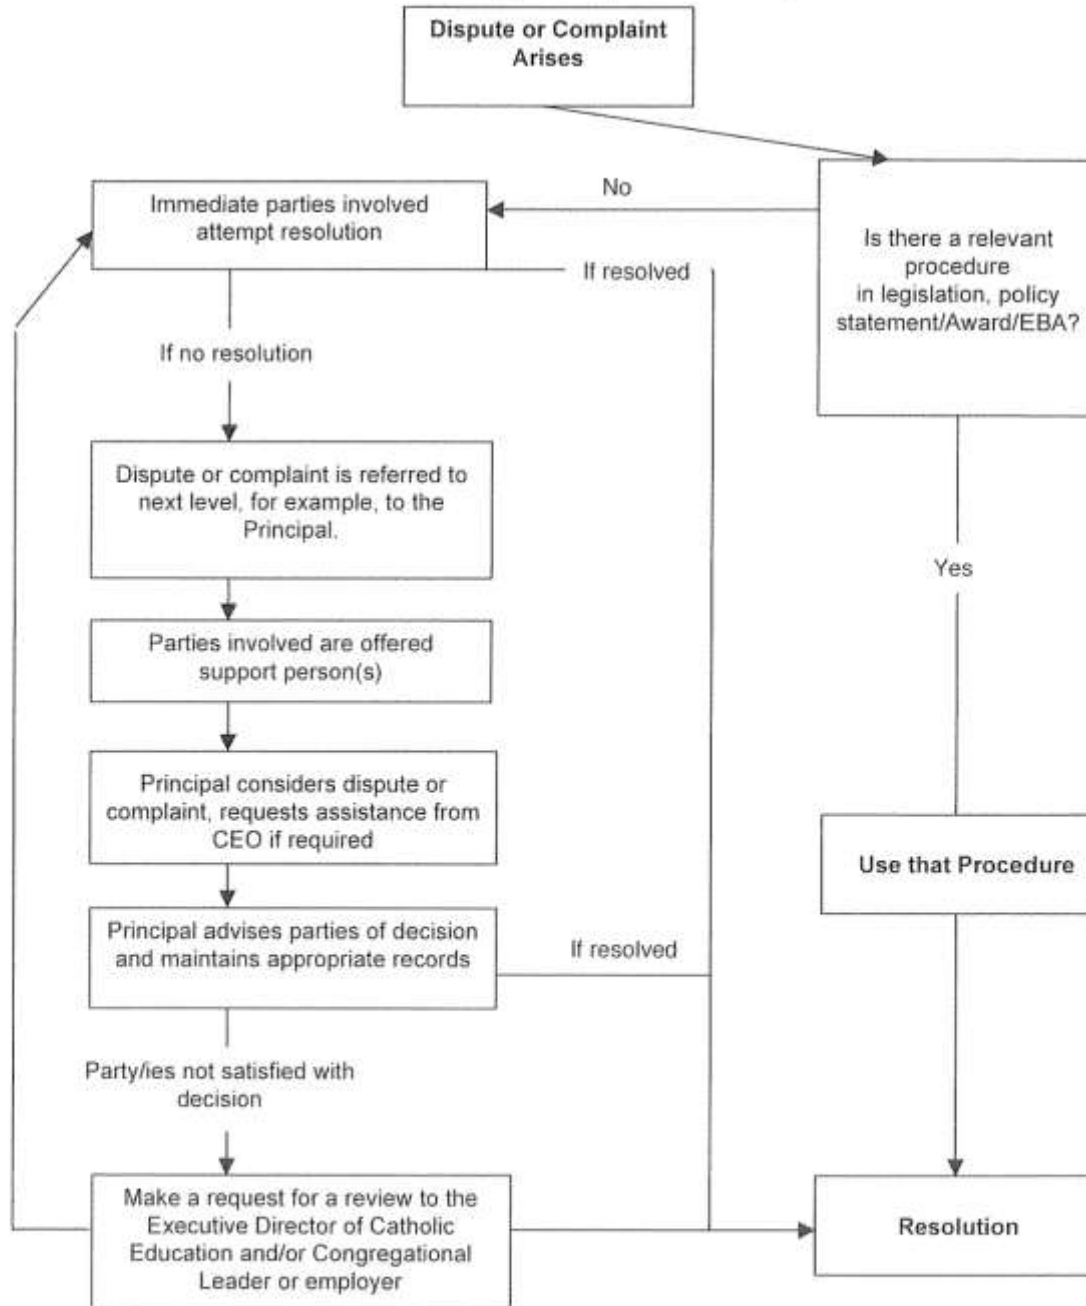 Dispute or Complaint
Arises
No
Immediate parties involved
attempt resolution
Is there a relevant
procedure
in legislation, policy
statement/Award/EBA?
If resolved
If no resolution
Dispute or complaint is referred to
next level, for example, to the
Principal.
Yes
Parties involved are offered
support person(s)
Principal considers dispute or
complaint, requests assistance from
CEO if required
Use that Procedure
Principal advises parties of decision
and maintains appropriate records
If resolved
Party/ies not satisfied with
decision
Make a request for a review to the
Executive Director of Catholic
Education and/or Congregational
Leader or employer
Resolution